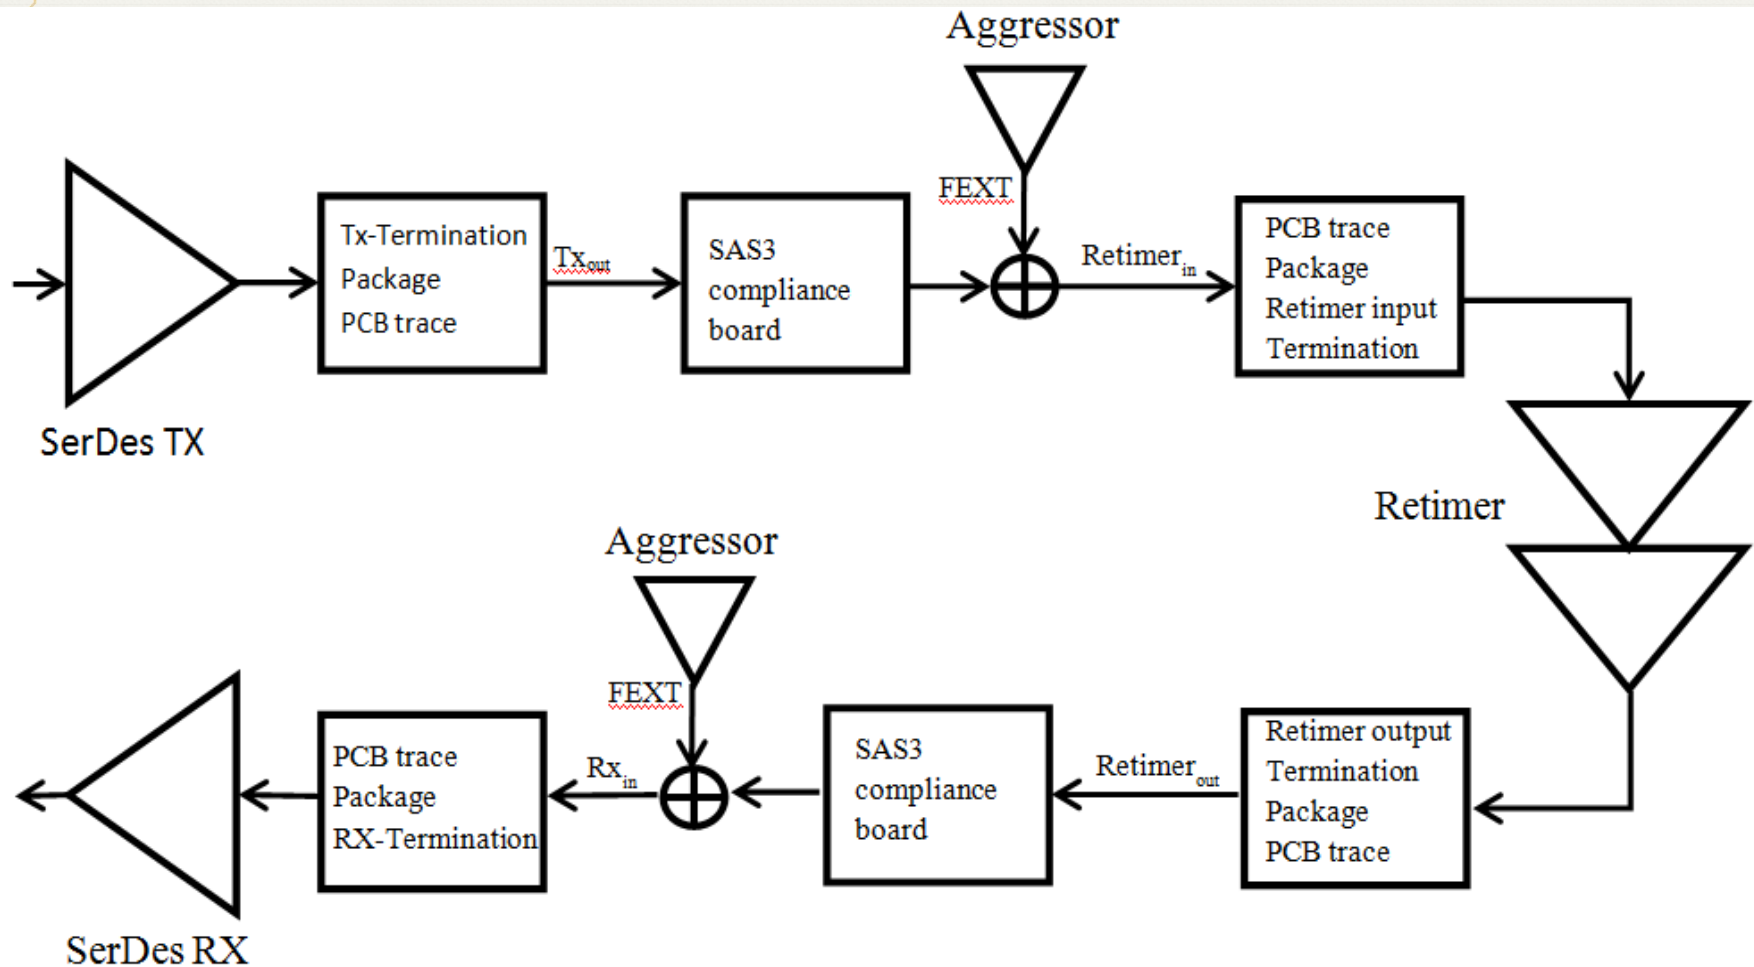 Aggressor
FEXT
Tx-Termination
Package
PCB trace
Txout
SAS3
compliance
board
Retimerin
PCB trace
Package
Retimer input
Termination
SerDes TX
Retimer
Aggressor
FEXT
PCB trace
Package
RX-Termination
Rxin
SAS3
compliance
board
Retimerout
Retimer output
Termination
Package
PCB trace
SerDes RX